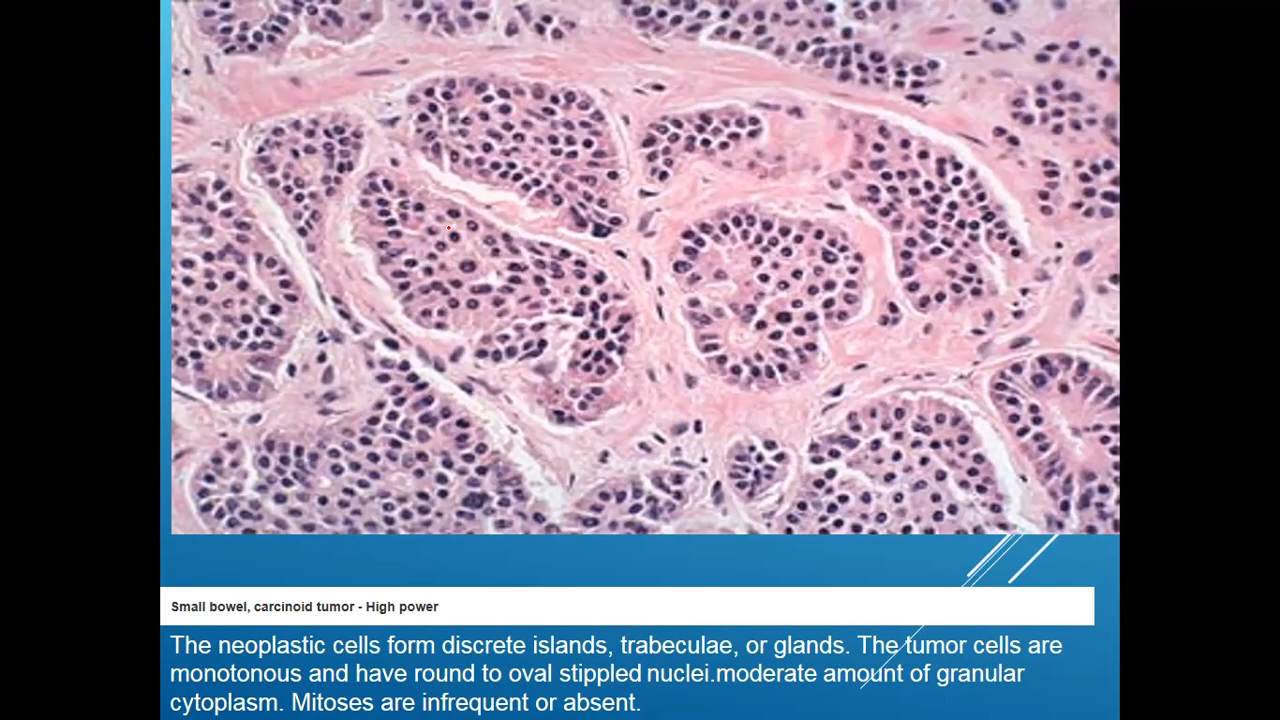 Small bowel, carcinoid tumor - High power
The neoplastic cells form discrete islands, trabeculae, or glands. The tumor cells are
monotonous and have round to oval stippled nuclei.moderate amount of granular
cytoplasm. Mitoses are infrequent or absent.